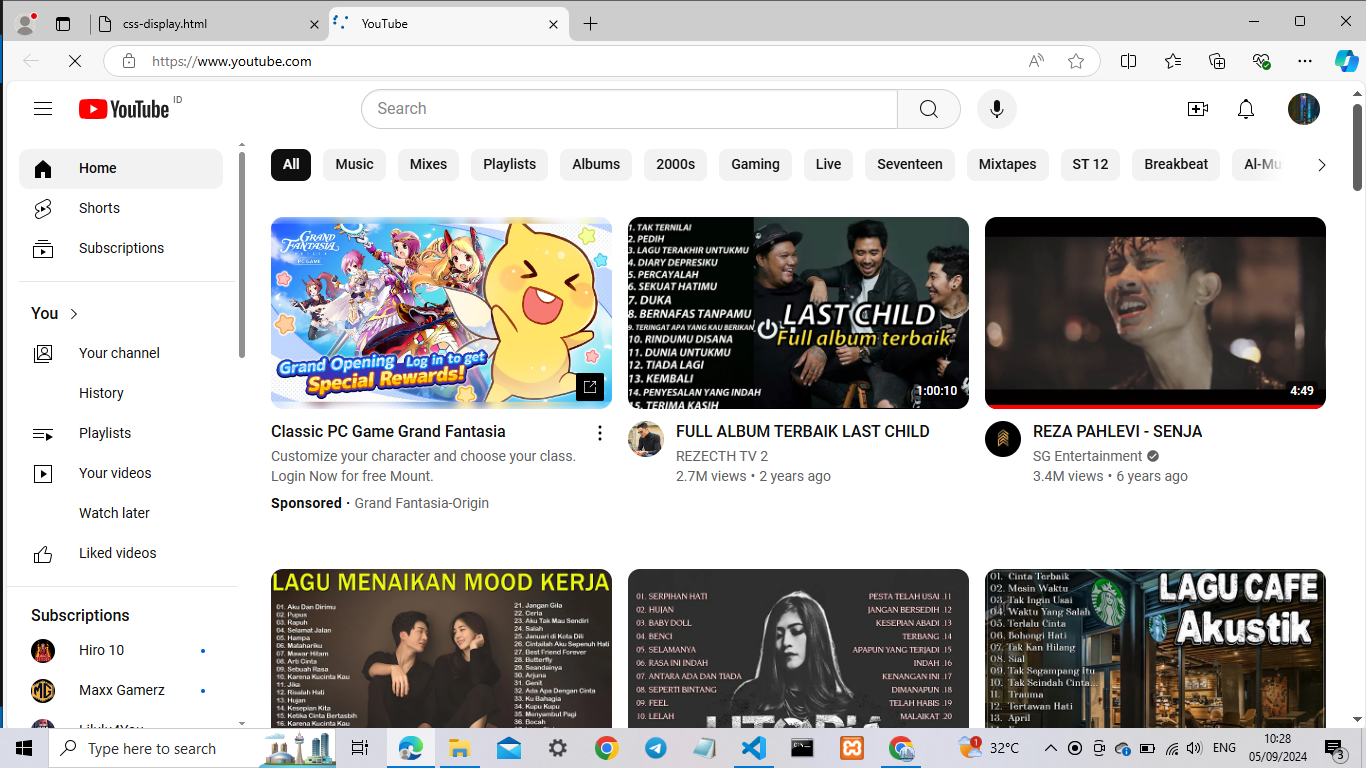 css-display.html
YouTube
https://www.youtube.com
YouTube ID
Search
Home
Shorts
Subscriptions
You
Your channel
History
Playlists
Your videos
Watch later
Liked videos
Subscriptions
Hiro 10
Maxx Gamerz
All
Music
Mixes
Playlists
Albums
2000s
Gaming
Live
Seventeen
Mixtapes
ST 12
Breakbeat
Al-Mu
GRAND FANTASIA
PC GAME
Grand Opening Log in to get
Special Rewards!
Classic PC Game Grand Fantasia
Customize your character and choose your class.
Login Now for free Mount.
Sponsored · Grand Fantasia-Origin
1. TAK TERNILAI
2. PEDIH
3. LAGU TERAKHIR UNTUKMU
4. DIARY DEPRESIKU
5. PERCAYALAH
6. SEKUAT HATIMU
7. DUKA
8. BERNAFAS TANPAMU
9. TERINGAT APA YANG KAU BERIKAN
10. RINDUMU DISANA
11. DUNIA UNTUKMU
12. TIADA LAGI
13. KEMBALI
14. PENYESALAN YANG INDAH
15. TERIMA KASIH
LAST CHILD
Full album terbaik
1:00:10
FULL ALBUM TERBAIK LAST CHILD
REZECTH TV 2
2.7M views • 2 years ago
4:49
REZA PAHLEVI - SENJA
SG Entertainment
3.4M views • 6 years ago
LAGU MENAIKAN MOOD KERJA
01. Aku Dan Dirimu
02. Pupus
03. Rapuh
04. Selamat Jalan
05. Hampa
06. Matahariku
07. Mawar Hitam
08. Arti Cinta
09. Sebuah Rasa
10. Karena Kucinta Kau
11. Jika
12. Risalah Hati
13. Hujan
14. Kesepian Kita
15. Ketika Cinta Bertasbih
16. Karena Kucinta Kau
21. Jangan Gila
22. Ceria
23. Aku Tak Mau Sendiri
24. Salah
25. Januari di Kota Dili
26. Cintailah Aku Sepenuh Hati
27. Best Friend Forever
28. Butterfly
29. Seandainya
30. Arjuna
31. Genit
32. Ada Apa Dengan Cinta
33. Ku Bahagia
34. Kupu Kupu
35. Menyambut Pagi
36. Bocah
01. SERPIHAN HATI
02. HUJAN
03. BABY DOLL
04. BENCI
05. SELAMANYA
06. RASA INI INDAH
07. ANTARA ADA DAN TIADA
08. SEPERTI BINTANG
09. FEEL
10. LELAH
PESTA TELAH USAI .11
JANGAN BERSEDIH .12
KESEPIAN ABADI .13
TERBANG .14
APAPUN YANG TERJADI .15
INDAH .16
KENANGAN INI .17
DIMANAPUN .18
TELAH HABIS .19
MALAIKAT .20
UTOPIA
01. Cinta Terbaik
02. Mesin Waktu
03. Tak Ingin Usai
04. Waktu Yang Salah
05. Terlalu Cinta
06. Bohongi Hati
07. Tak Kan Hilang
08. Sial
09. Tak Segampang Itu
10. Tak Seindah Cinta...
11. Trauma
12. Tertawan Hati
13. April
LAGU CAFE
Akustik
Type here to search
1
32°C
ENG
10:28
05/09/2024
3